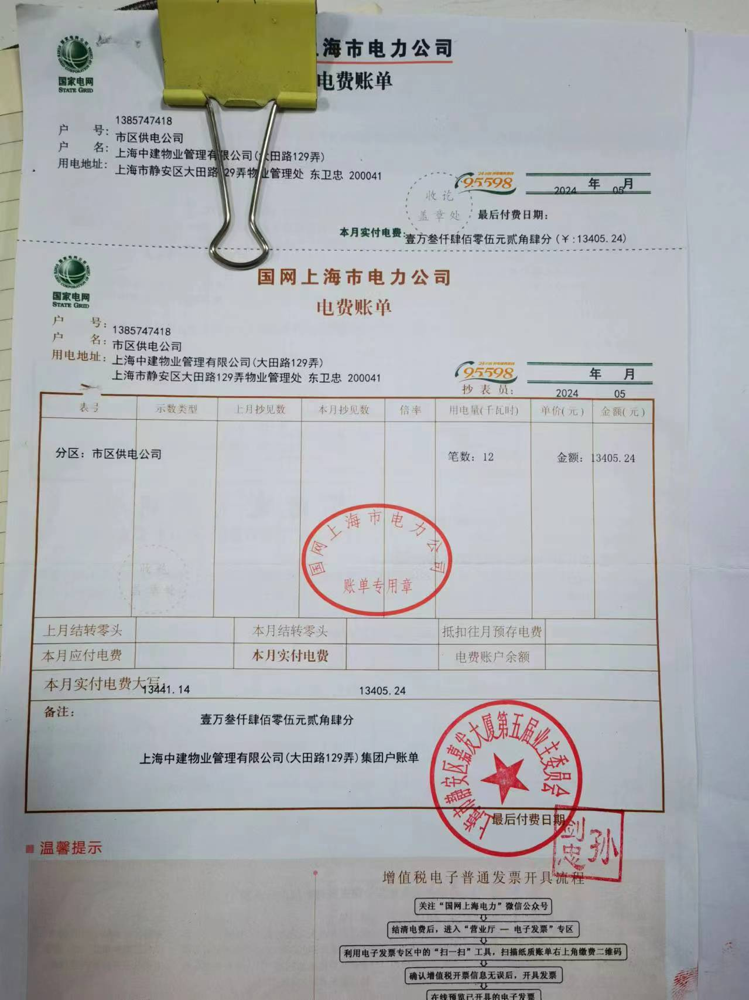 国家电网
STATE GRID
上海市电力公司
电费账单
户 号:
1385747418
户 名:
市区供电公司
用电地址:
上海中建物业管理有限公司(大田路129弄)
上海市静安区大田路129弄物业管理处 东卫忠 200041
收讫
盖章处
24小时供电服务热线
95598
2024 年 05 月
最后付费日期:
本月实付电费:
壹万叁仟肆佰零伍元贰角肆分(￥:13405.24)
国家电网
STATE GRID
国网上海市电力公司
电费账单
户 号:
1385747418
户 名:
市区供电公司
用电地址:
上海中建物业管理有限公司(大田路129弄)
上海市静安区大田路129弄物业管理处 东卫忠 200041
24小时供电服务热线
95598
年 月
抄表员:
2024 05
表号 示数类型 上月抄见数 本月抄见数 倍率 用电量(千瓦时) 单价(元) 金额(元)
分区: 市区供电公司 笔数: 12 金额: 13405.24
国网上海市电力公司
账单专用章
收讫
盖章处
上月结转零头 本月结转零头 抵扣往月预存电费
本月应付电费 本月实付电费 电费账户余额
本月实付电费大写:
13441.14 13405.24
备注:
壹万叁仟肆佰零伍元贰角肆分
上海中建物业管理有限公司(大田路129弄)集团户账单
上海市静安区嘉发大厦第五届业主委员会
最后付费日期
孙剑忠
温馨提示
增值税电子普通发票开具流程
关注“国网上海电力”微信公众号
结清电费后，进入“营业厅 — 电子发票”专区
利用电子发票专区中的“扫一扫”工具，扫描纸质账单右上角缴费二维码
确认增值税开票信息无误后，开具发票
在线预览已开具的电子发票